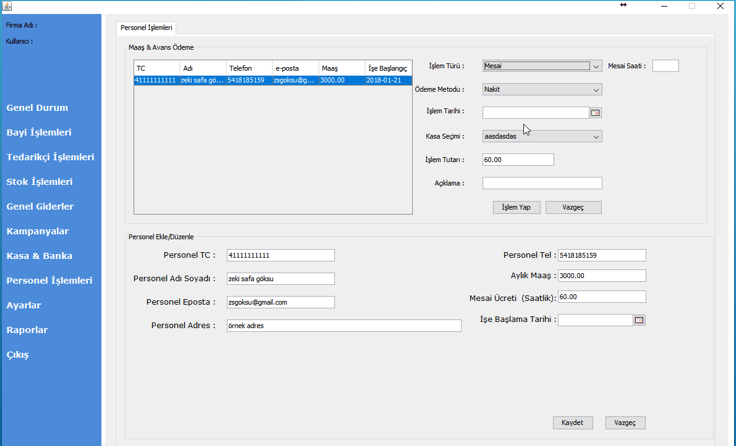 Firma Adı :
Kullanıcı :
Genel Durum
Bayi İşlemleri
Tedarikçi İşlemleri
Stok İşlemleri
Genel Giderler
Kampanyalar
Kasa & Banka
Personel İşlemleri
Ayarlar
Raporlar
Çıkış
Personel İşlemleri
Maaş & Avans Ödeme
TC Adı Telefon e-posta Maaş İşe Başlangıç
41111111111 zeki safa gö... 5418185159 zsgoksu@g... 3000.00 2018-01-21
İşlem Türü : Mesai Mesai Saati :
Ödeme Metodu : Nakit
İşlem Tarihi :
Kasa Seçimi : aasdasdas
İşlem Tutarı : 60.00
Açıklama :
İşlem Yap Vazgeç
Personel Ekle/Düzenle
Personel TC : 41111111111
Personel Adı Soyadı : zeki safa göksu
Personel Eposta : zsgoksu@gmail.com
Personel Adres : örnek adres
Personel Tel : 5418185159
Aylık Maaş : 3000.00
Mesai Ücreti (Saatlik): 60.00
İşe Başlama Tarihi :
Kaydet Vazgeç